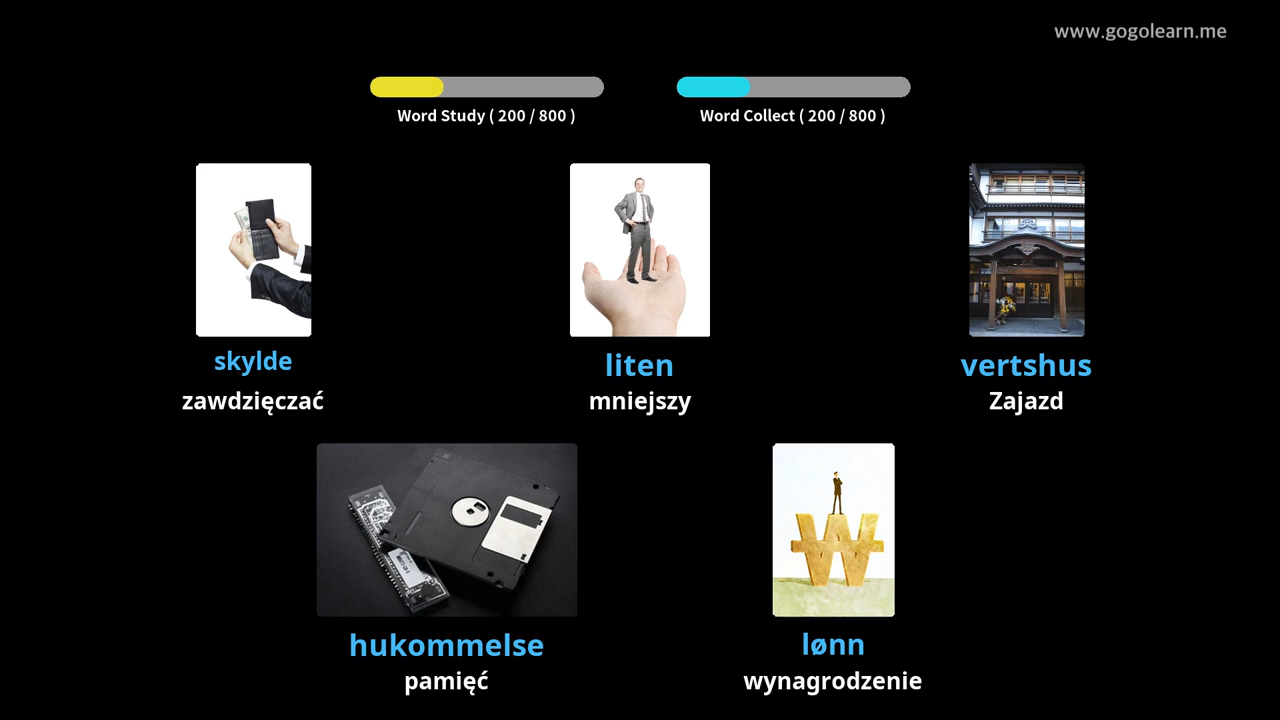 www.gogolearn.me
Word Study ( 200 / 800 )
Word Collect ( 200 / 800 )
skylde
zawdzięczać
liten
mniejszy
vertshus
Zajazd
hukommelse
pamięć
lønn
wynagrodzenie